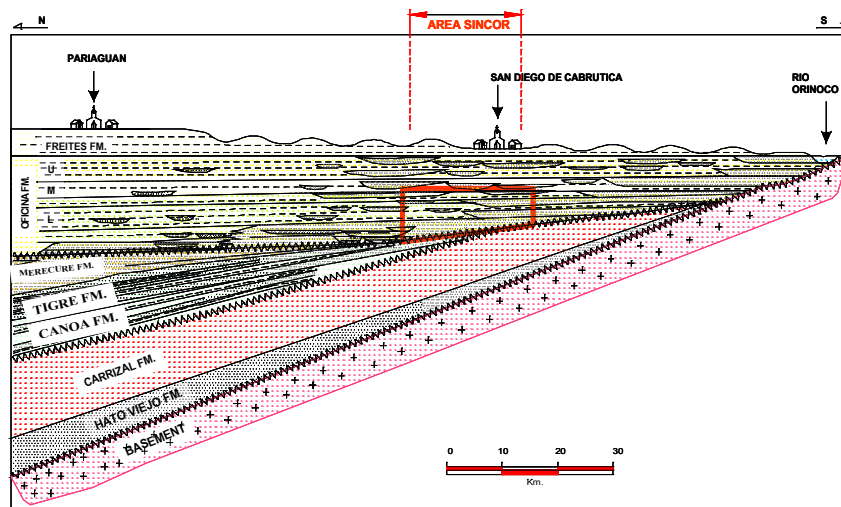 N
S
AREA SINCOR
PARIAGUAN
SAN DIEGO DE CABRUTICA
RIO
ORINOCO
FREITES FM.
OFICINA FM.
U
M
L
MERECURE FM.
TIGRE FM.
CANOA FM.
CARRIZAL FM.
HATO VIEJO FM.
BASEMENT
0 10 20 30
Km.